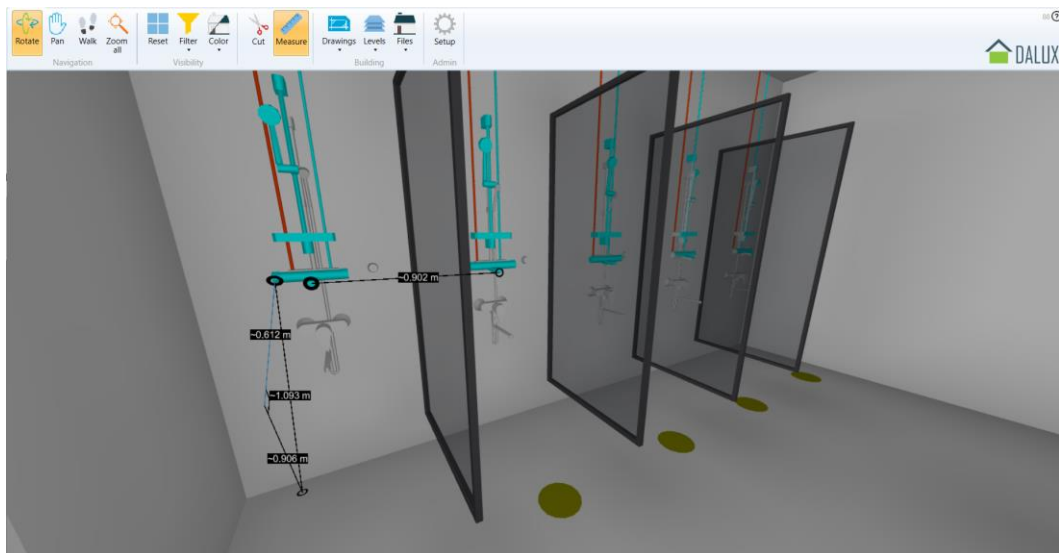 Rotate Pan Walk Zoom all
Reset Filter Color
Cut Measure
Drawings Levels Files
Setup
Navigation Visibility Building Admin
DALUX
~0.902 m
~0.612 m
~1.093 m
~0.906 m